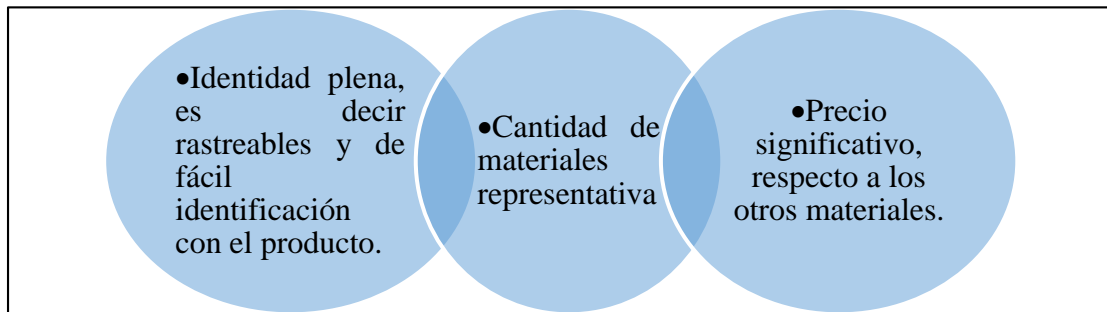 •Identidad plena,
es decir
rastreables y de
fácil
identificación
con el producto.
•Cantidad de
materiales
representativa
•Precio
significativo,
respecto a los
otros materiales.